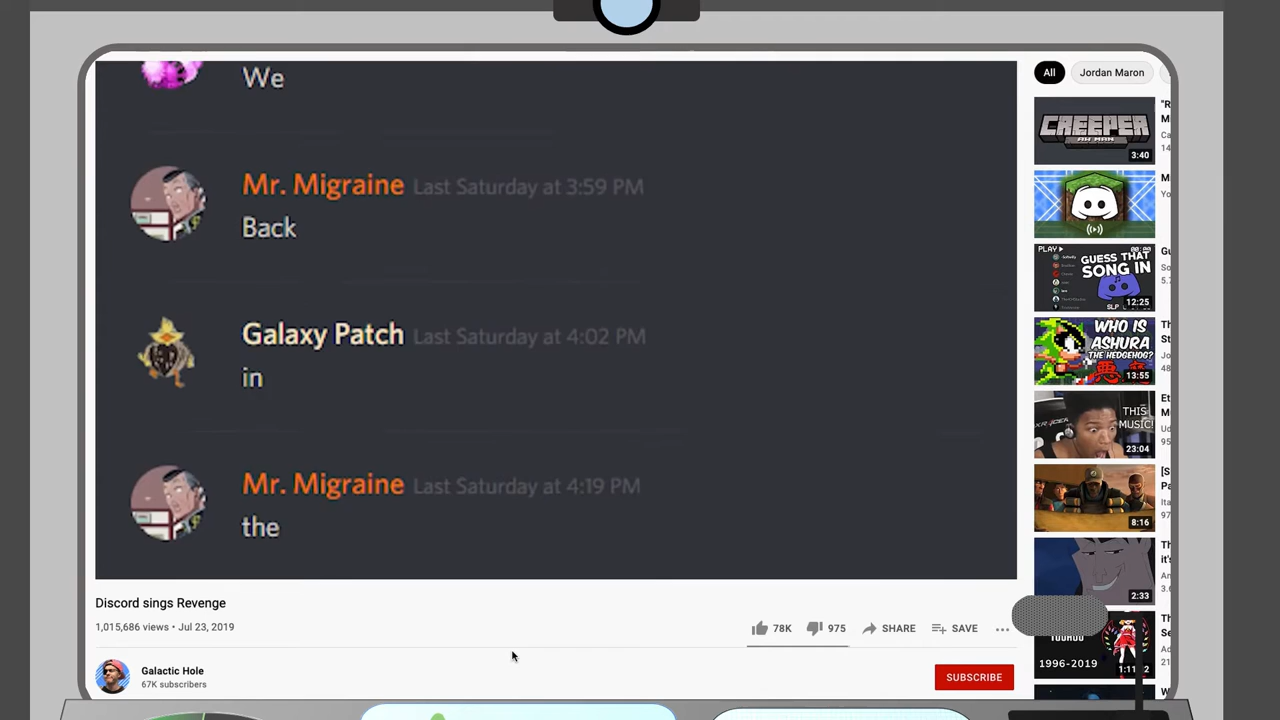 We
Mr. Migraine Last Saturday at 3:59 PM
Back
Galaxy Patch Last Saturday at 4:02 PM
in
Mr. Migraine Last Saturday at 4:19 PM
the
Discord sings Revenge
1,015,686 views • Jul 23, 2019
78K 975 SHARE SAVE ...
Galactic Hole
67K subscribers
SUBSCRIBE
All Jordan Maron
CREEPER
AW MAN
3:40
PLAY
GUESS THAT
SONG IN
12:25
WHO IS
ASHURA
THE HEDGEHOG?
13:55
THIS
MUSIC!
23:04
8:16
2:33
1996-2019